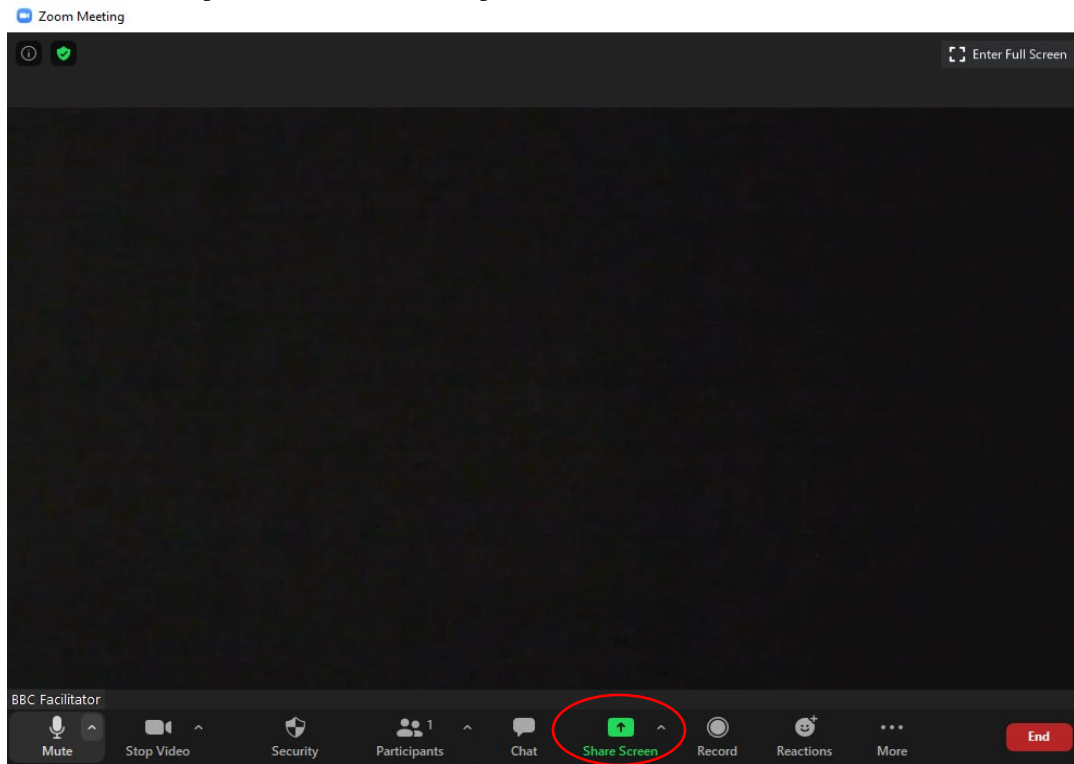 Zoom Meeting
Enter Full Screen
BBC Facilitator
1
Mute Stop Video Security Participants Chat Share Screen Record Reactions More End